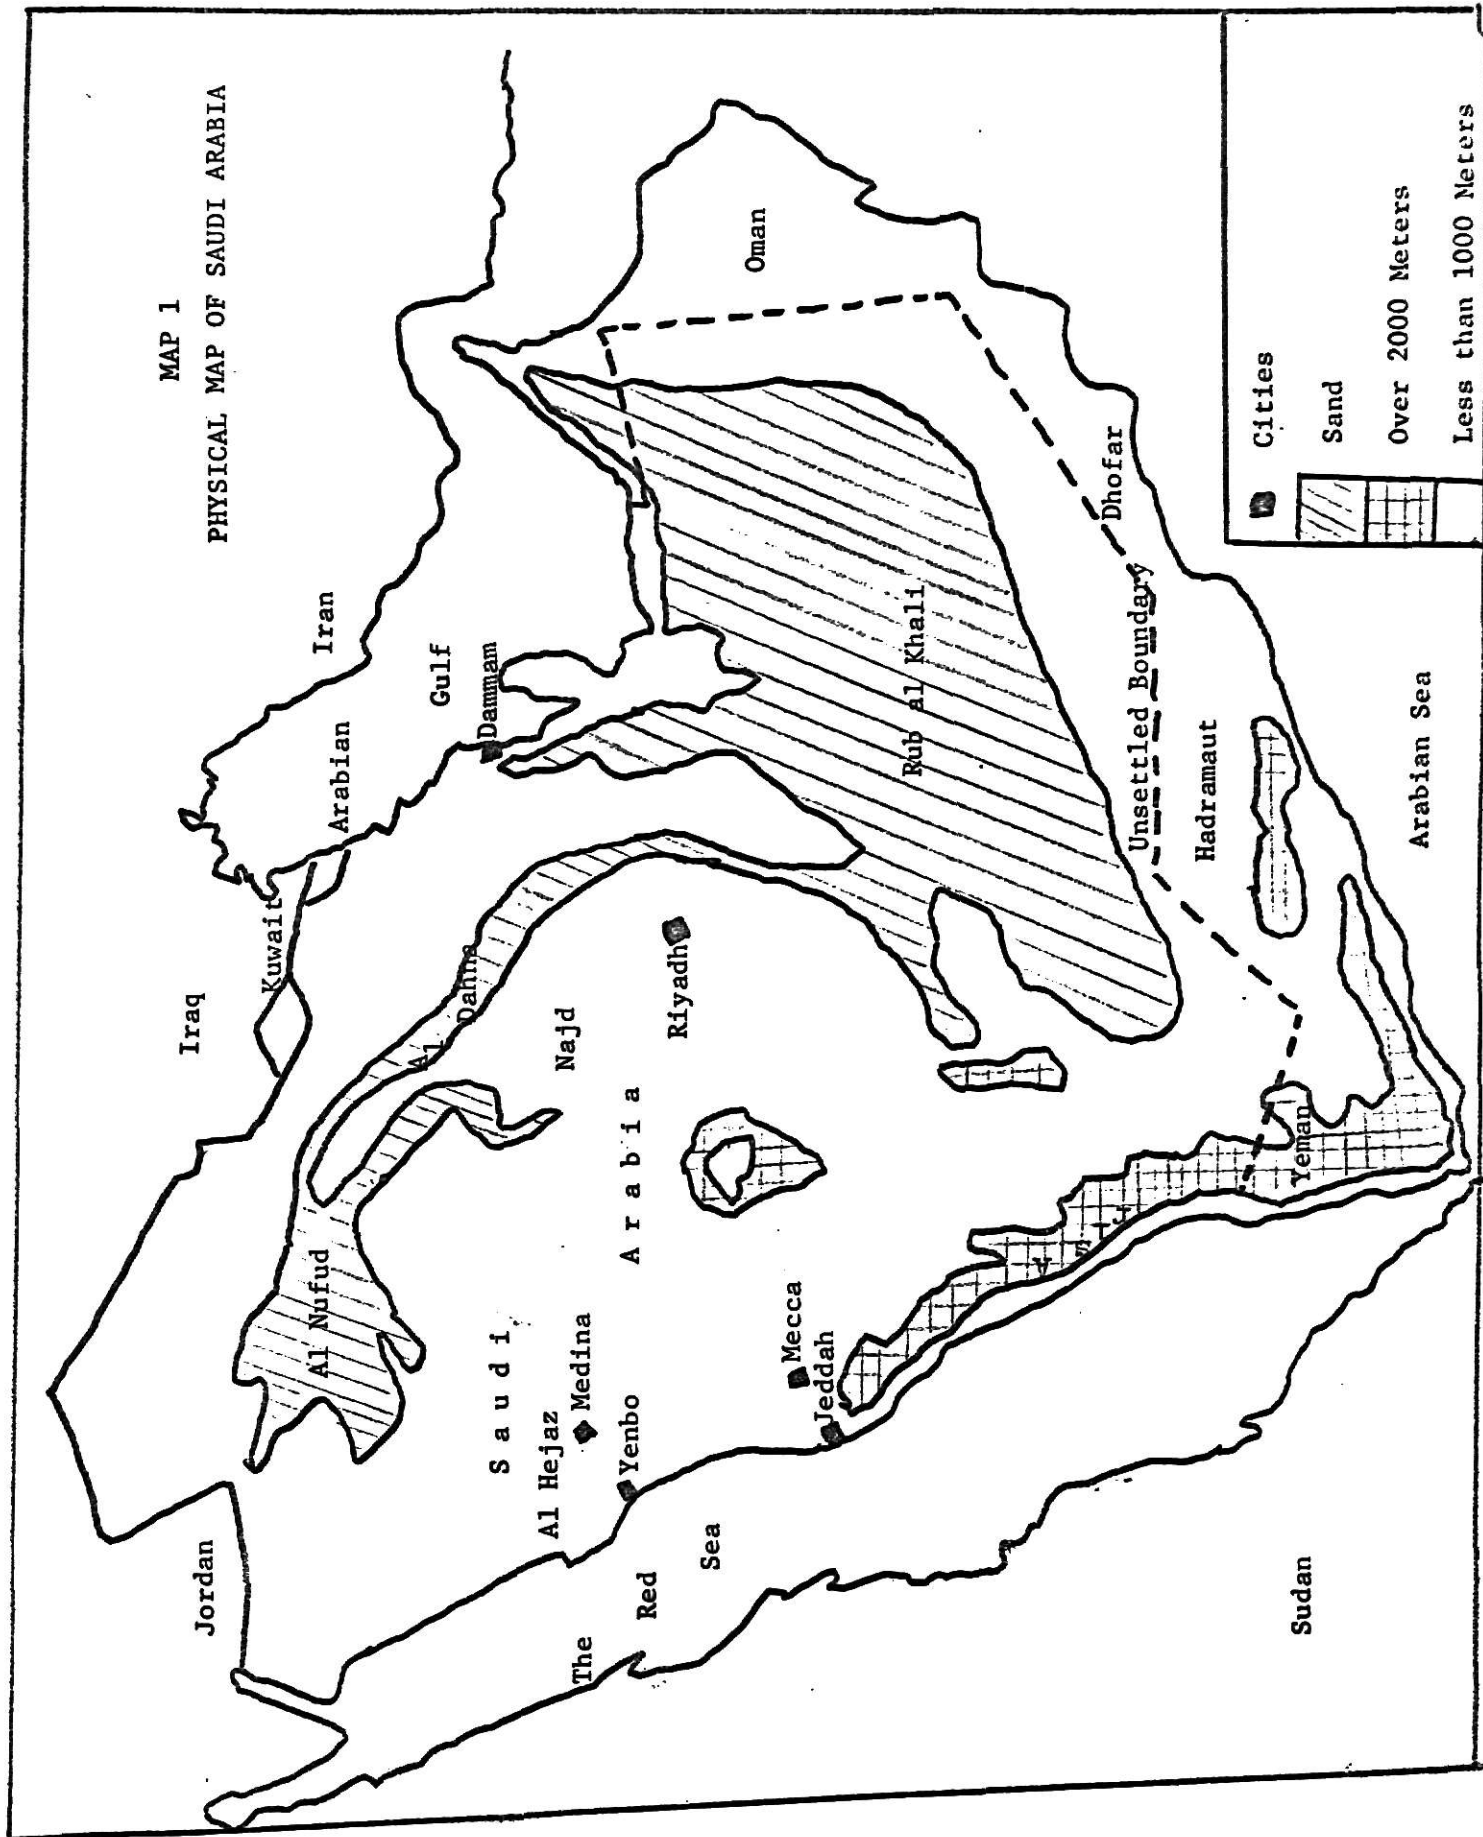 MAP 1
PHYSICAL MAP OF SAUDI ARABIA
Jordan
Iraq
Kuwait
Iran
Arabian
Gulf
Dammam
Al Nufud
Al Dahna
Saudi
Arabia
Al Hejaz
Medina
Yenbo
Najd
Riyadh
Oman
The
Red
Sea
Mecca
Jeddah
Rub al Khali
Asir
Unsettled Boundary
Dhofar
Hadramaut
Yeman
Sudan
Arabian Sea
Cities
Sand
Over 2000 Meters
Less than 1000 Meters